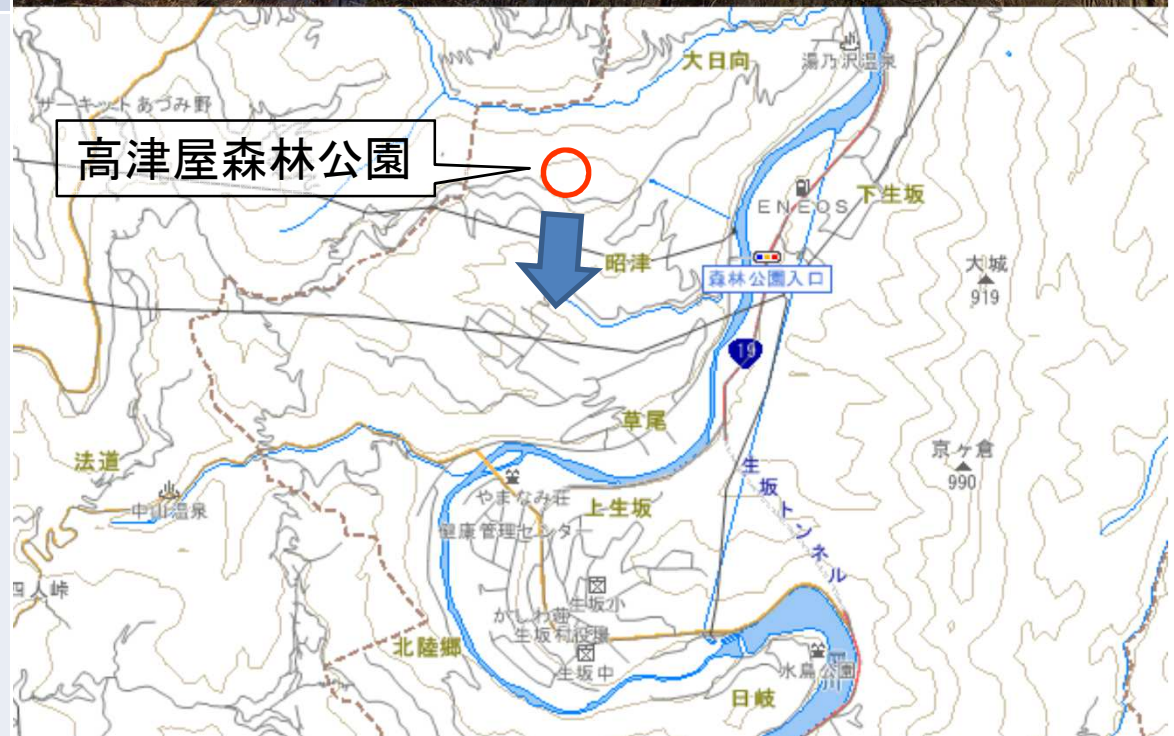 大日向
湯乃沢温泉
サーキットあづみ野
高津屋森林公園
ENEOS
下生坂
昭津
森林公園入口
大城
919
19
草尾
京ヶ倉
990
法道
生坂トンネル
やまなみ荘
中山温泉
上生坂
健康管理センター
四人峠
生坂小
かしわ荘
生坂村役場
北陸郷
生坂中
水鳥公園
日岐